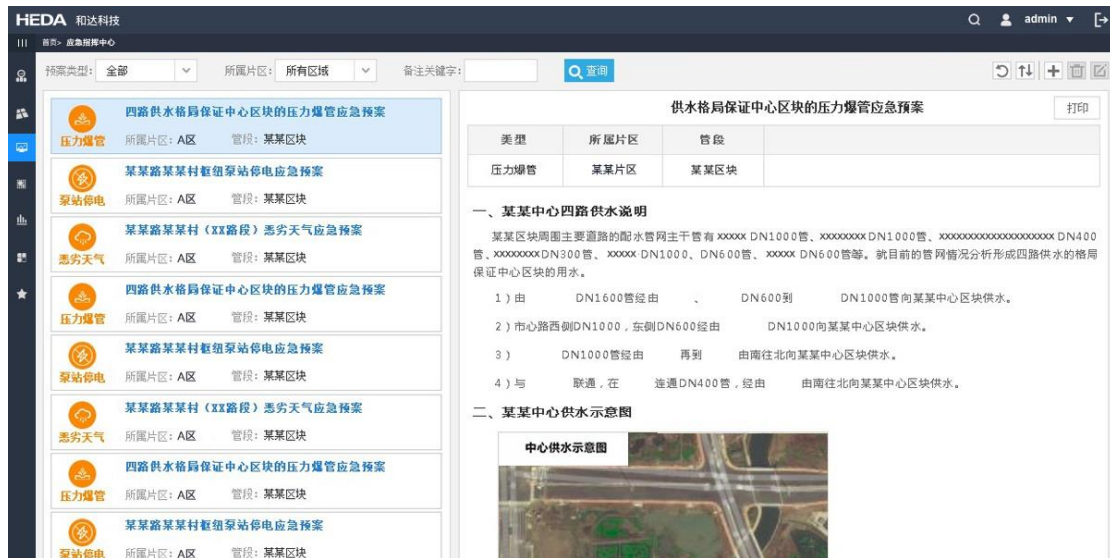 HEDA 和达科技
admin
首页> 应急指挥中心
预案类型: 全部 所属片区: 所有区域 备注关键字: 查询
四路供水格局保证中心区块的压力爆管应急预案
压力爆管 所属片区: A区 管段: 某某区块
某某路某某村枢纽泵站停电应急预案
泵站停电 所属片区: A区 管段: 某某区块
某某路某某村（XX路段）恶劣天气应急预案
恶劣天气 所属片区: A区 管段: 某某区块
四路供水格局保证中心区块的压力爆管应急预案
压力爆管 所属片区: A区 管段: 某某区块
某某路某某村枢纽泵站停电应急预案
泵站停电 所属片区: A区 管段: 某某区块
某某路某某村（XX路段）恶劣天气应急预案
恶劣天气 所属片区: A区 管段: 某某区块
四路供水格局保证中心区块的压力爆管应急预案
压力爆管 所属片区: A区 管段: 某某区块
某某路某某村枢纽泵站停电应急预案
泵站停电 所属片区: A区 管段: 某某区块
供水格局保证中心区块的压力爆管应急预案 打印
类型 所属片区 管段
压力爆管 某某片区 某某区块
一、某某中心四路供水说明
某某区块周围主要道路的配水管网主干管有 xxxxx DN1000管、xxxxxxxx DN1000管、xxxxxxxxxxxxxxxxxxxx DN400
管、xxxxxxxxDN300管、 xxxxx DN1000、DN600管、 xxxxx DN600管等。就目前的管网情况分析形成四路供水的格局
保证中心区块的用水。
1）由 DN1600管经由 、 DN600到 DN1000管向某某中心区块供水。
2）市心路西侧DN1000，东侧DN600经由 DN1000向某某中心区块供水。
3） DN1000管经由 再到 由南往北向某某中心区块供水。
4）与 联通，在 连通DN400管，经由 由南往北向某某中心区块供水。
二、某某中心供水示意图
中心供水示意图